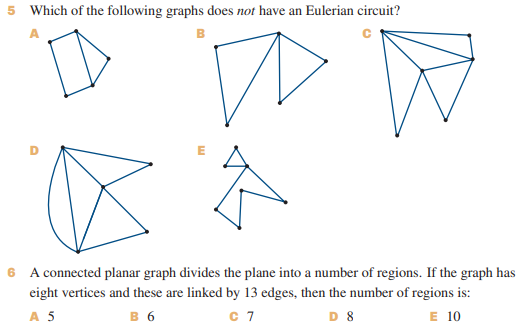 5 Which of the following graphs does not have an Eulerian circuit?
A B C
D E
6 A connected planar graph divides the plane into a number of regions. If the graph has
eight vertices and these are linked by 13 edges, then the number of regions is:
A 5 B 6 C 7 D 8 E 10